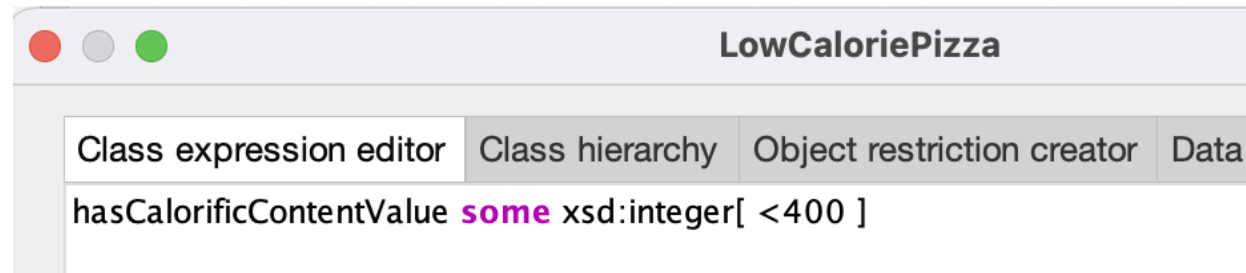 LowCaloriePizza
Class expression editor Class hierarchy Object restriction creator Data
hasCalorificContentValue some xsd:integer[ <400 ]